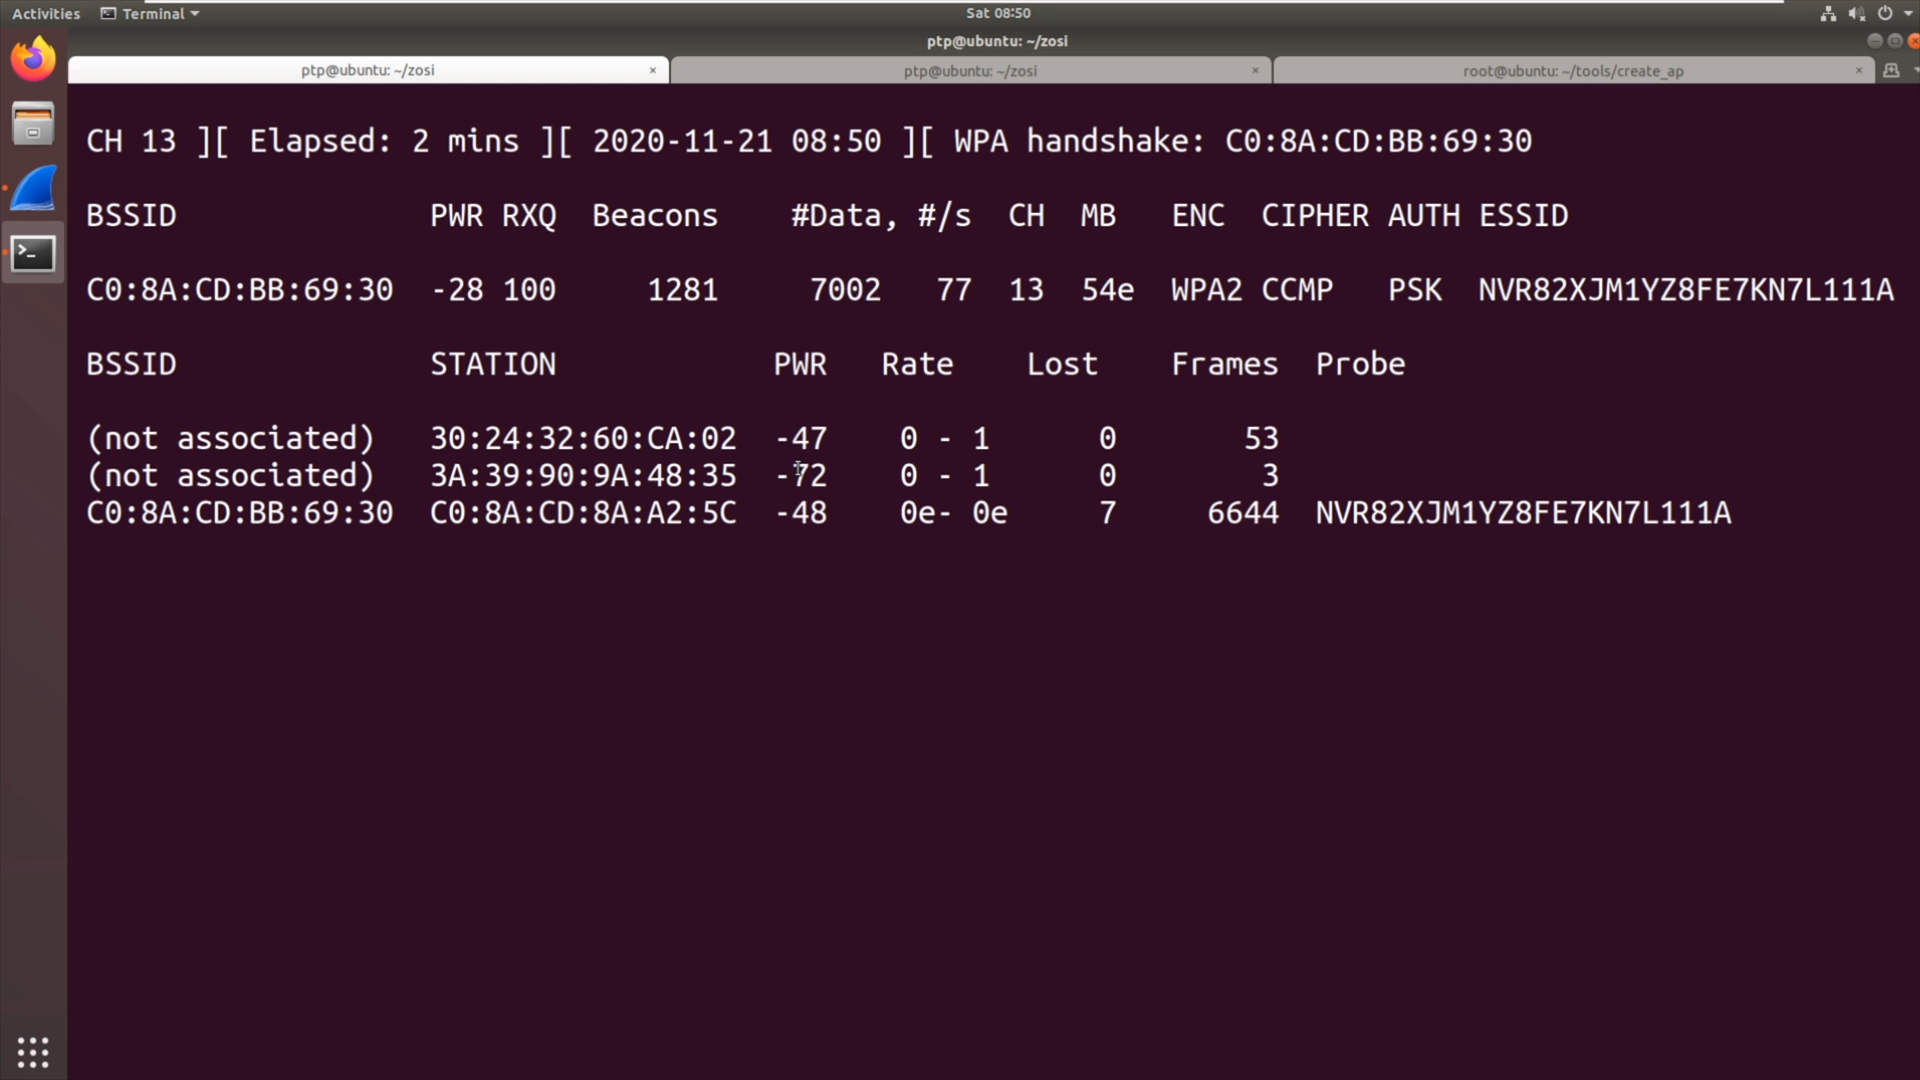 Activities Terminal Sat 08:50
ptp@ubuntu: ~/zosi
ptp@ubuntu: ~/zosi × ptp@ubuntu: ~/zosi × root@ubuntu: ~/tools/create_ap ×
CH 13 ][ Elapsed: 2 mins ][ 2020-11-21 08:50 ][ WPA handshake: C0:8A:CD:BB:69:30
BSSID PWR RXQ Beacons #Data, #/s CH MB ENC CIPHER AUTH ESSID
C0:8A:CD:BB:69:30 -28 100 1281 7002 77 13 54e WPA2 CCMP PSK NVR82XJM1YZ8FE7KN7L111A
BSSID STATION PWR Rate Lost Frames Probe
(not associated) 30:24:32:60:CA:02 -47 0 - 1 0 53
(not associated) 3A:39:90:9A:48:35 -72 0 - 1 0 3
C0:8A:CD:BB:69:30 C0:8A:CD:8A:A2:5C -48 0e- 0e 7 6644 NVR82XJM1YZ8FE7KN7L111A